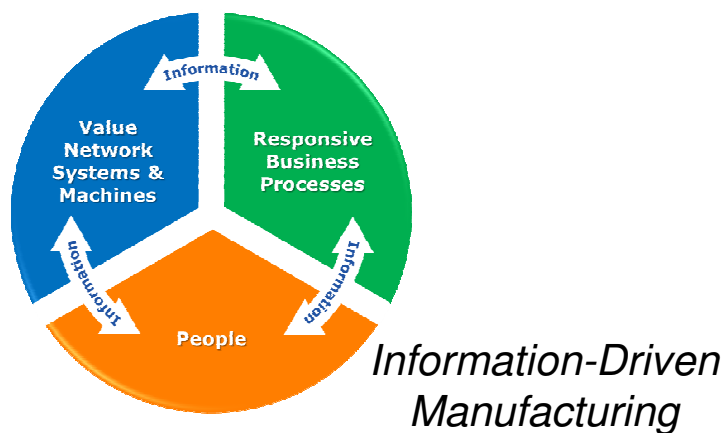 Information
Value
Network
Systems &
Machines
Responsive
Business
Processes
Information
Information
People
Information-Driven
Manufacturing